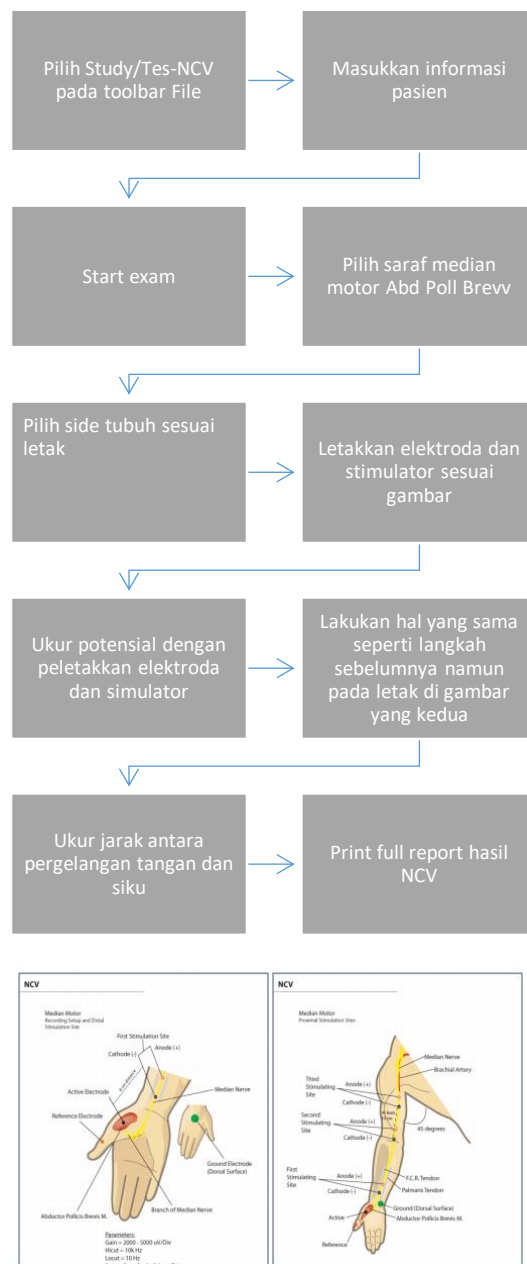 Pilih Study/Tes-NCV
pada toolbar File
Masukkan informasi
pasien
Start exam
Pilih saraf median
motor Abd Poll Brevv
Pilih side tubuh sesuai
letak
Letakkan elektroda dan
stimulator sesuai
gambar
Ukur potensial dengan
peletakkan elektroda
dan simulator
Lakukan hal yang sama
seperti langkah
sebelumnya namun
pada letak di gambar
yang kedua
Ukur jarak antara
pergelangan tangan dan
siku
Print full report hasil
NCV
NCV
Median Motor
Recording Setup and Distal
Stimulation Site
First Stimulation Site
Anode (+)
Cathode (-)
Active Electrode
Median Nerve
Reference Electrode
Ground Electrode
(Dorsal Surface)
Abductor Pollicis Brevis M.
Branch of Median Nerve
Parameters:
Gain = 2000 - 5000 uV/Div
Hicut = 10k Hz
Locut = 10 Hz
NCV
Median Motor
Proximal Stimulation Sites
Median Nerve
Brachial Artery
Third
Stimulating
Site
Anode (+)
Cathode (-)
Second
Stimulating
Site
Anode (+)
Cathode (-)
45 degrees
First
Stimulating
Site
Anode (+)
Cathode (-)
F.C.R. Tendon
Palmaris Tendon
Ground (Dorsal Surface)
Active
Abductor Pollicis Brevis M.
Reference